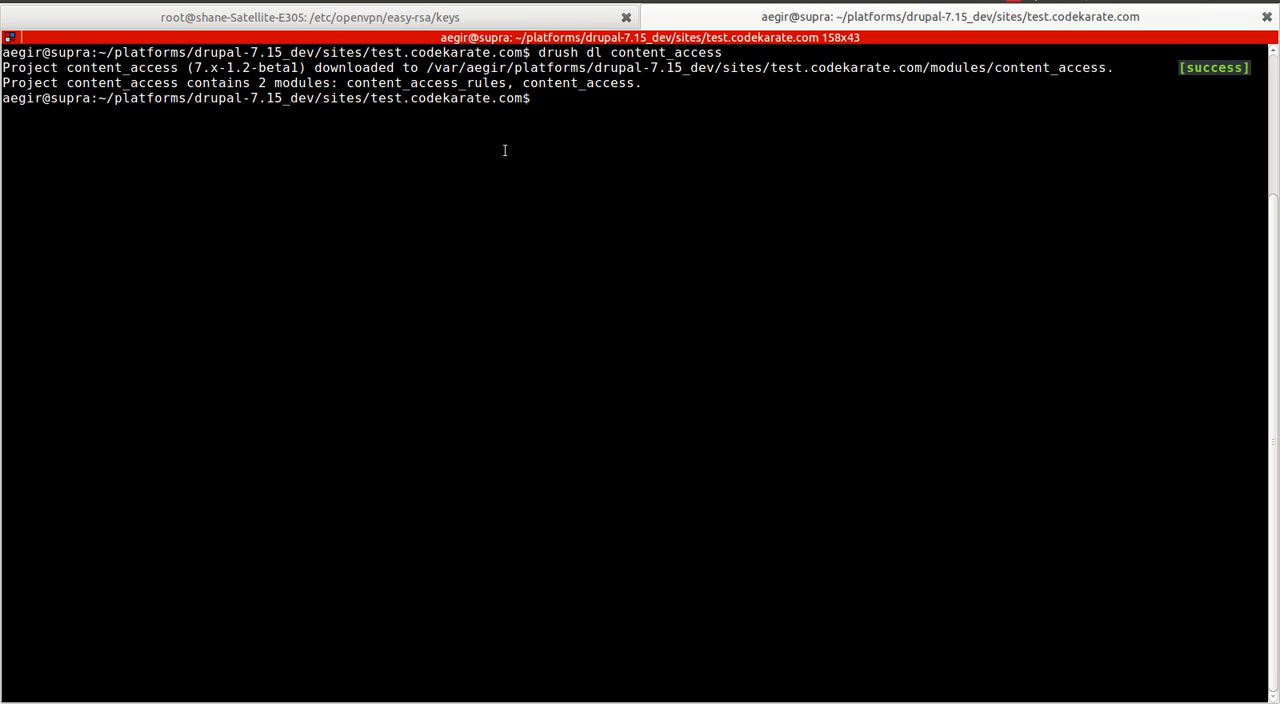 root@shane-Satellite-E305: /etc/openvpn/easy-rsa/keys
aegir@supra: ~/platforms/drupal-7.15_dev/sites/test.codekarate.com
aegir@supra: ~/platforms/drupal-7.15_dev/sites/test.codekarate.com 158x43
aegir@supra:~/platforms/drupal-7.15_dev/sites/test.codekarate.com$ drush dl content_access
Project content_access (7.x-1.2-beta1) downloaded to /var/aegir/platforms/drupal-7.15_dev/sites/test.codekarate.com/modules/content_access. [success]
Project content_access contains 2 modules: content_access_rules, content_access.
aegir@supra:~/platforms/drupal-7.15_dev/sites/test.codekarate.com$